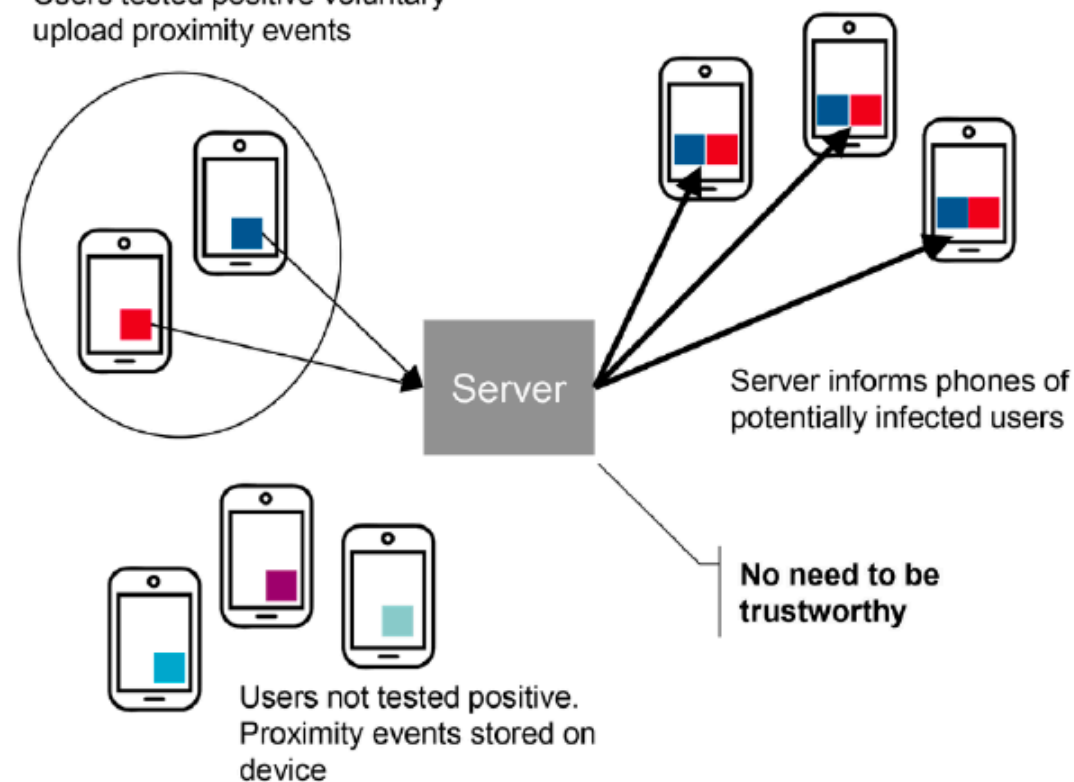 Users tested positive voluntary
upload proximity events
Server
Server informs phones of
potentially infected users
No need to be
trustworthy
Users not tested positive.
Proximity events stored on
device